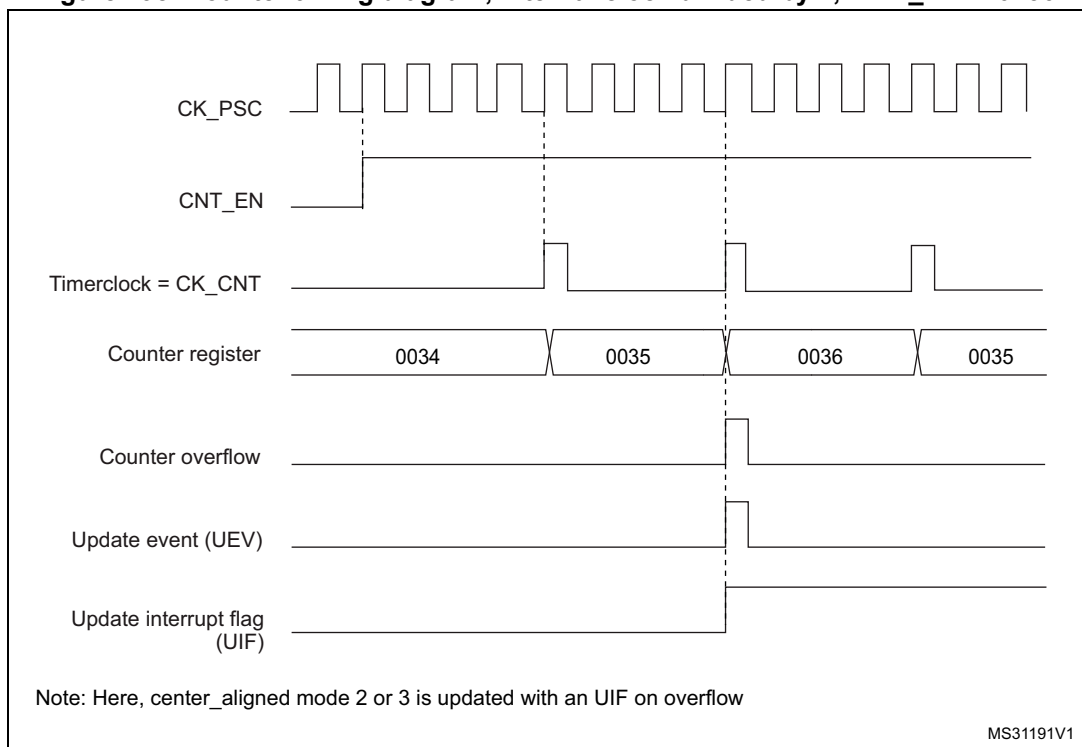 CK_PSC
CNT_EN
Timerclock = CK_CNT
Counter register 0034 0035 0036 0035
Counter overflow
Update event (UEV)
Update interrupt flag
(UIF)
Note: Here, center_aligned mode 2 or 3 is updated with an UIF on overflow
MS31191V1